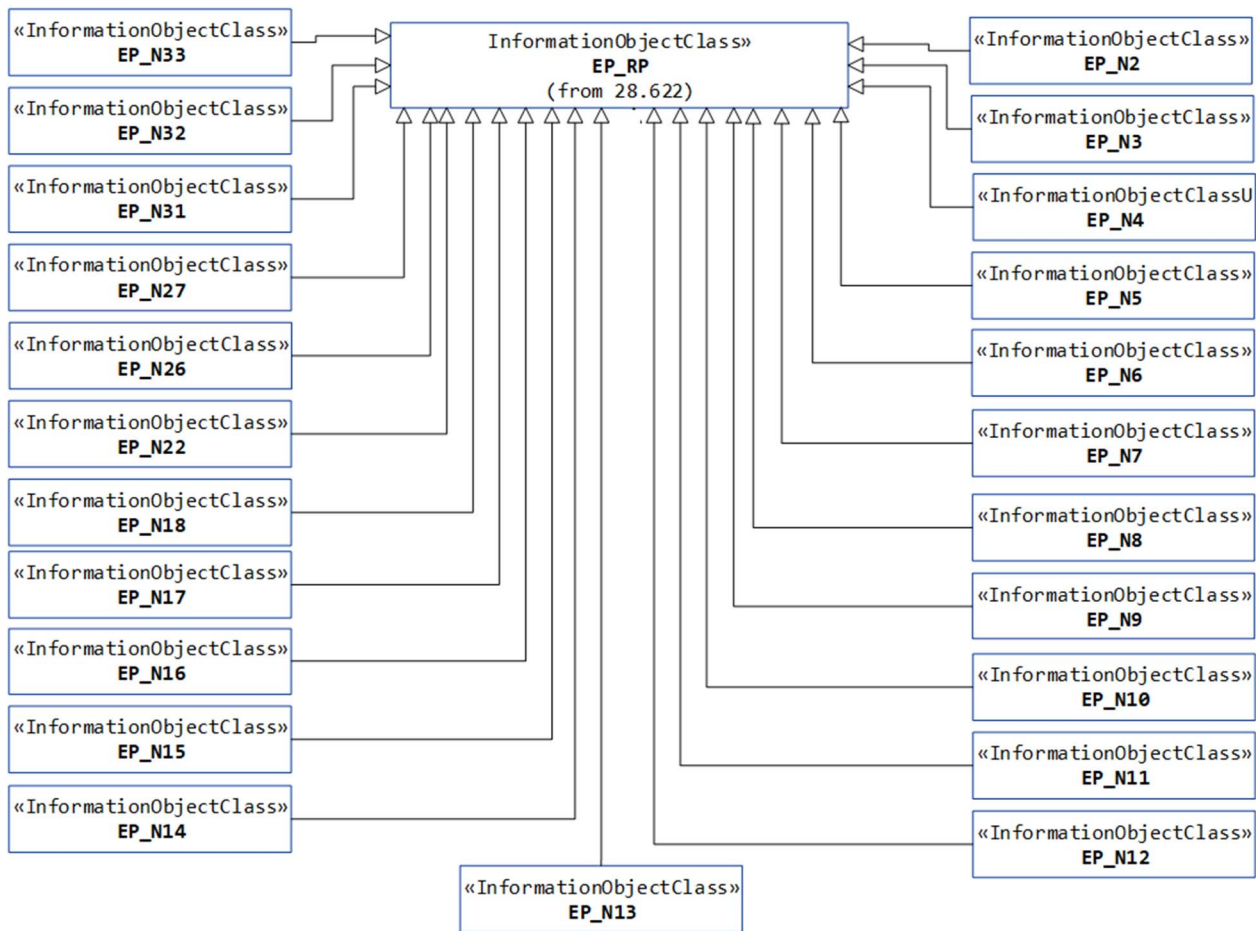 «InformationObjectClass»
EP_N33
«InformationObjectClass»
EP_N32
«InformationObjectClass»
EP_N31
«InformationObjectClass»
EP_N27
«InformationObjectClass»
EP_N26
«InformationObjectClass»
EP_N22
«InformationObjectClass»
EP_N18
«InformationObjectClass»
EP_N17
«InformationObjectClass»
EP_N16
«InformationObjectClass»
EP_N15
«InformationObjectClass»
EP_N14
InformationObjectClass»
EP_RP
(from 28.622)
«InformationObjectClass»
EP_N13
«InformationObjectClass»
EP_N2
«InformationObjectClass»
EP_N3
«InformationObjectClassU
EP_N4
«InformationObjectClass»
EP_N5
«InformationObjectClass»
EP_N6
«InformationObjectClass»
EP_N7
«InformationObjectClass»
EP_N8
«InformationObjectClass»
EP_N9
«InformationObjectClass»
EP_N10
«InformationObjectClass»
EP_N11
«InformationObjectClass»
EP_N12